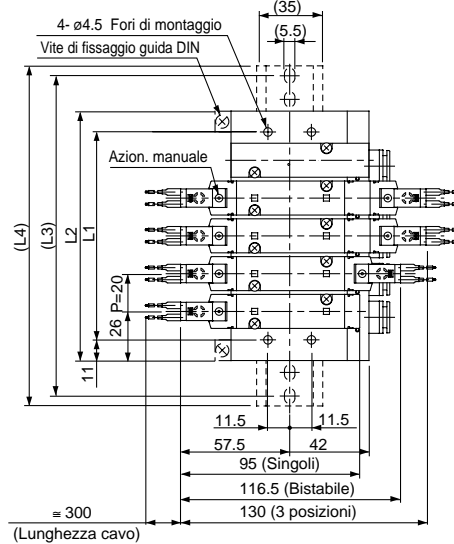 (35)
4- ø4.5 Fori di montaggio
(5.5)
Vite di fissaggio guida DIN
Azion. manuale
(L4)
(L3)
L2
L1
P=20
26
11
11.5
11.5
57.5
42
95 (Singoli)
116.5 (Bistabile)
≅ 300
130 (3 posizioni)
(Lunghezza cavo)